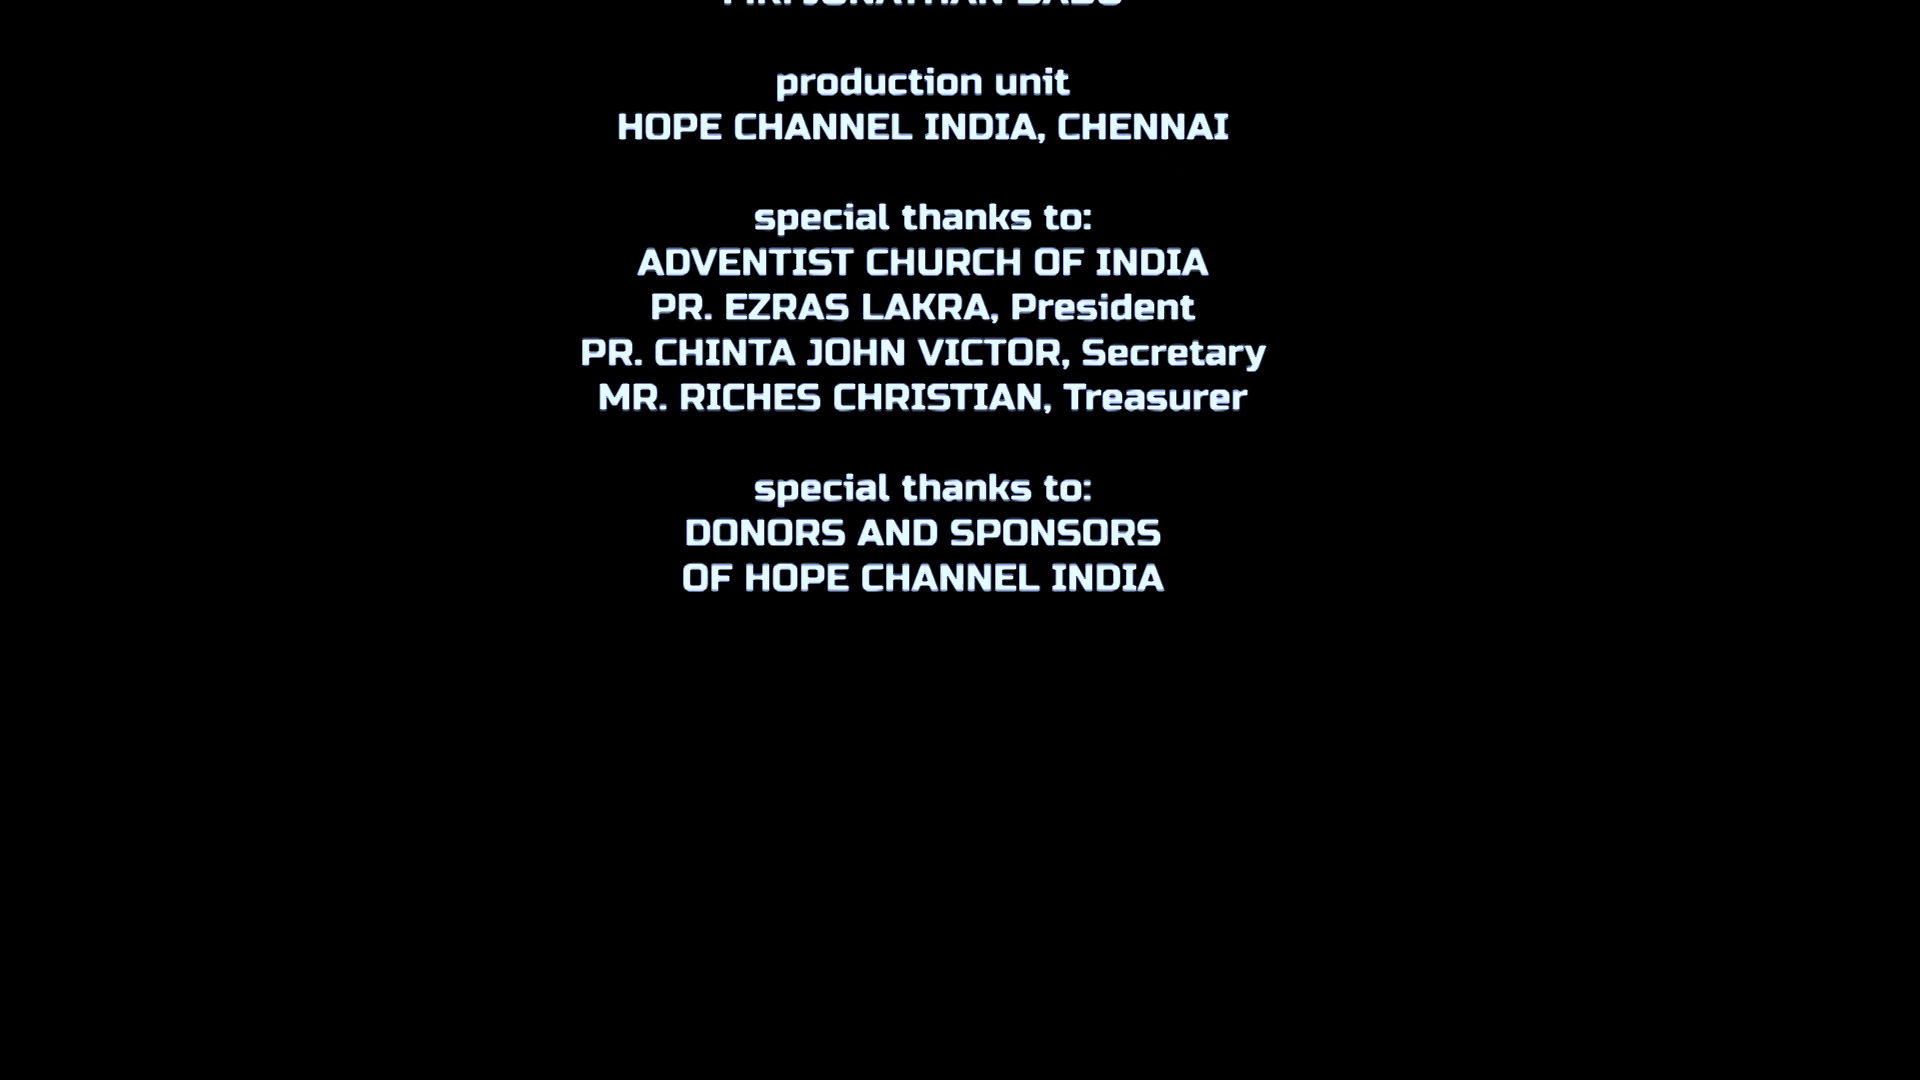 production unit
HOPE CHANNEL INDIA, CHENNAI
special thanks to:
ADVENTIST CHURCH OF INDIA
PR. EZRAS LAKRA, President
PR. CHINTA JOHN VICTOR, Secretary
MR. RICHES CHRISTIAN, Treasurer
special thanks to:
DONORS AND SPONSORS
OF HOPE CHANNEL INDIA